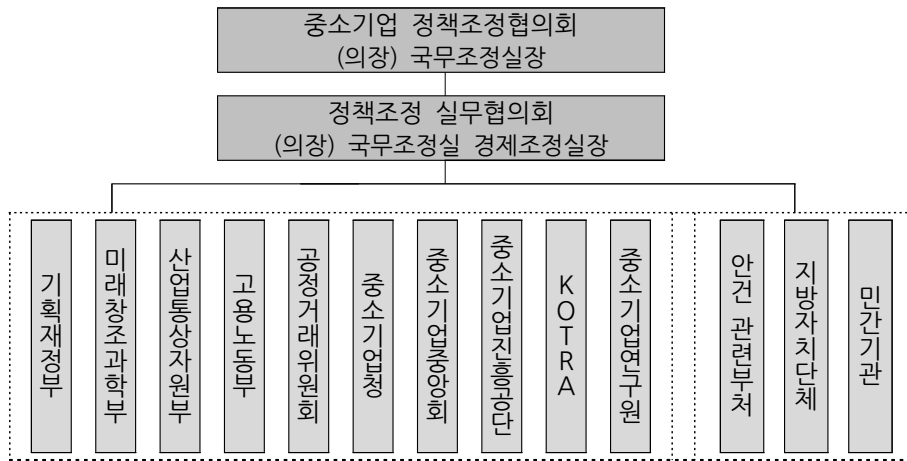 중소기업 정책조정협의회
(의장) 국무조정실장
정책조정 실무협의회
(의장) 국무조정실 경제조정실장
기획재정부
미래창조과학부
산업통상자원부
고용노동부
공정거래위원회
중소기업청
중소기업중앙회
중소기업진흥공단
KOTRA
중소기업연구원
안건 관련부처
지방자치단체
민간기관